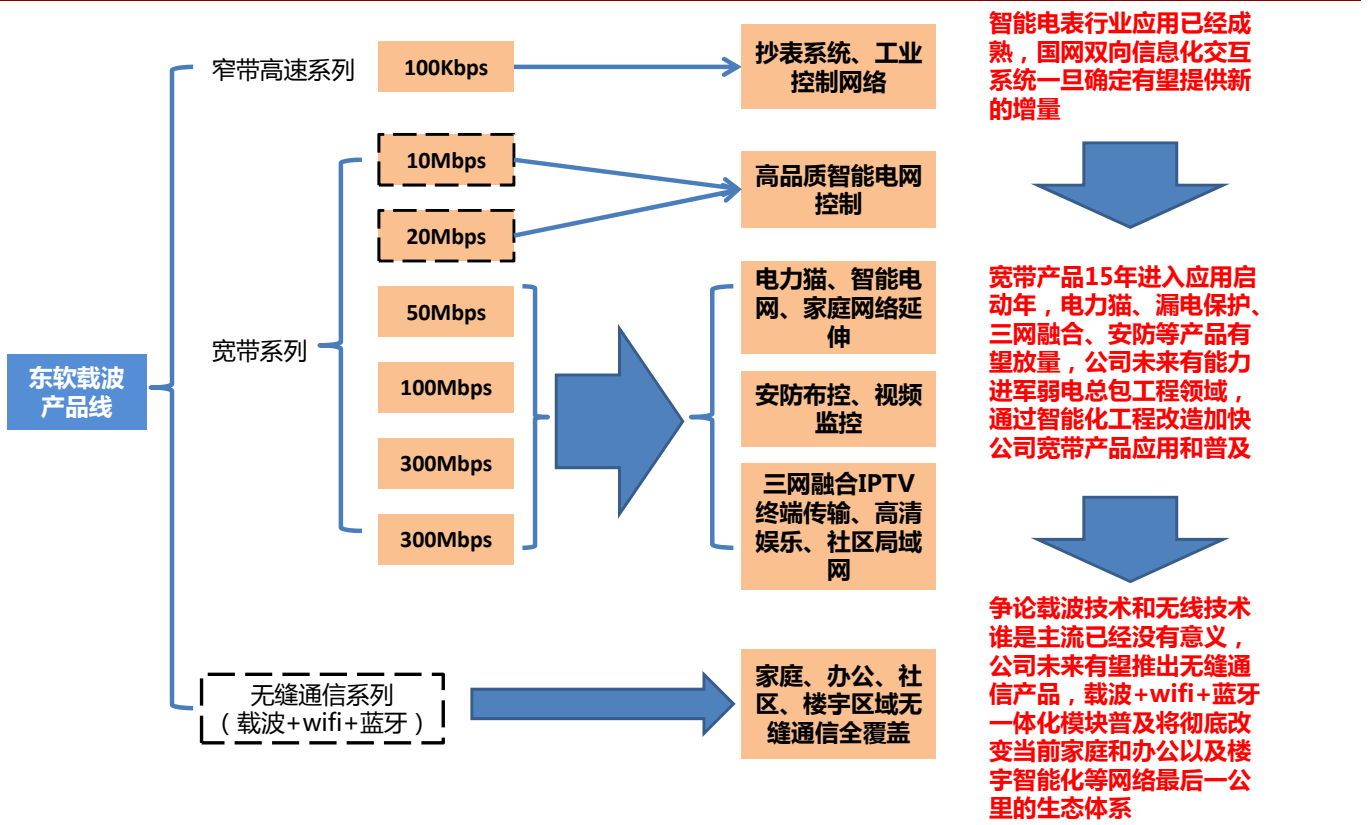 东软载波
产品线
窄带高速系列
100Kbps
抄表系统、工业
控制网络
宽带系列
10Mbps
20Mbps
高品质智能电网
控制
50Mbps
100Mbps
300Mbps
300Mbps
电力猫、智能电
网、家庭网络延
伸
安防布控、视频
监控
三网融合IPTV
终端传输、高清
娱乐、社区局域
网
无缝通信系列
（载波+wifi+蓝牙）
家庭、办公、社
区、楼宇区域无
缝通信全覆盖
智能电表行业应用已经成
熟，国网双向信息化交互
系统一旦确定有望提供新
的增量
宽带产品15年进入应用启
动年，电力猫、漏电保护、
三网融合、安防等产品有
望放量，公司未来有能力
进军弱电总包工程领域，
通过智能化工程改造加快
公司宽带产品应用和普及
争论载波技术和无线技术
谁是主流已经没有意义，
公司未来有望推出无缝通
信产品，载波+wifi+蓝牙
一体化模块普及将彻底改
变当前家庭和办公以及楼
宇智能化等网络最后一公
里的生态体系